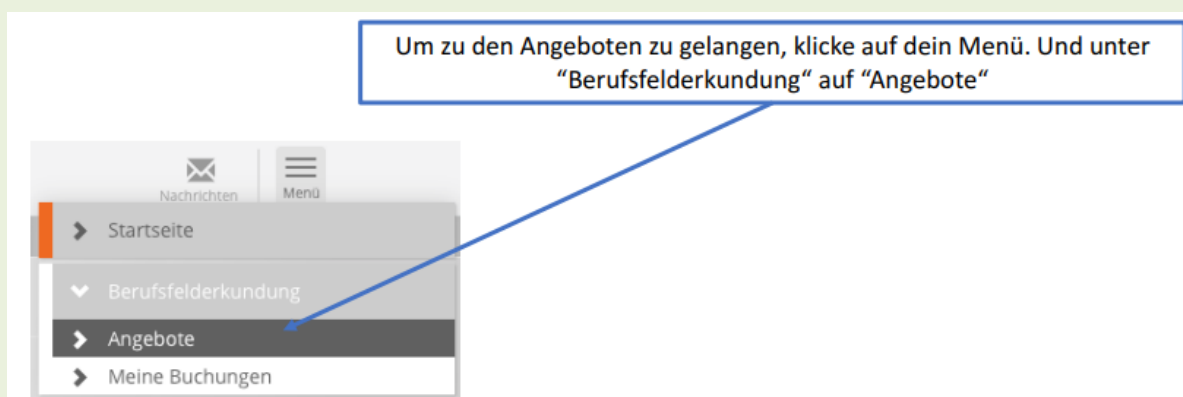 Um zu den Angeboten zu gelangen, klicke auf dein Menü. Und unter
“Berufsfelderkundung“ auf “Angebote“
Nachrichten
Menü
Startseite
Berufsfelderkundung
Angebote
Meine Buchungen